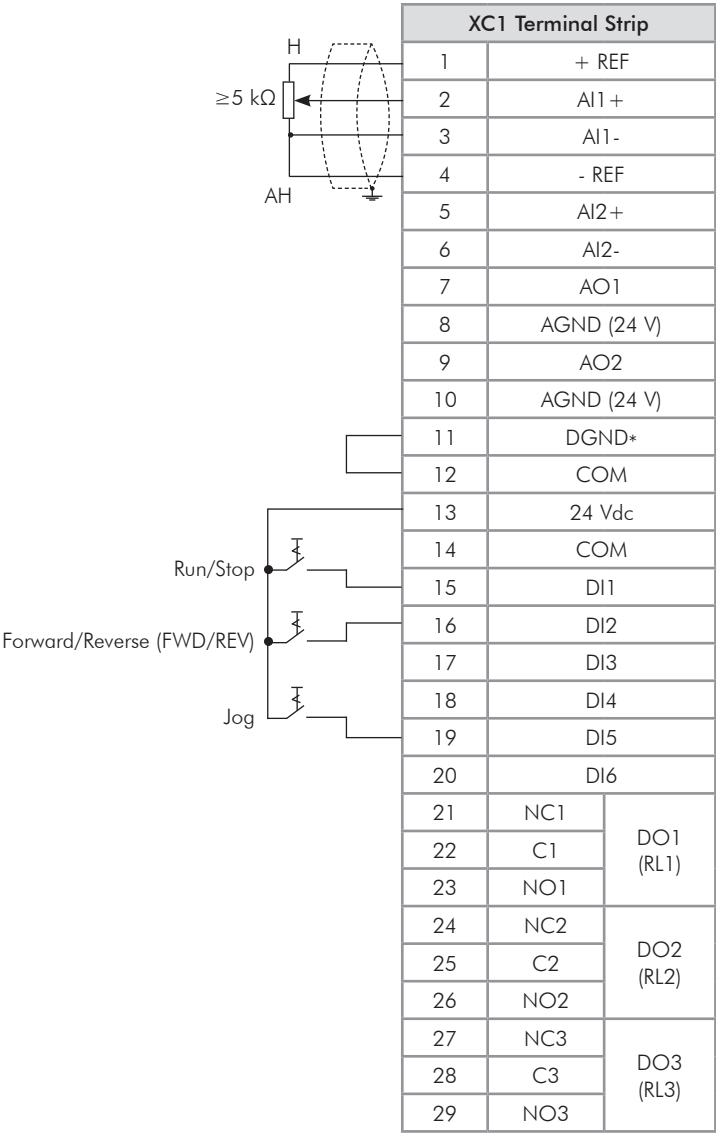 XC1 Terminal Strip
H
1 + REF
≥5 kΩ
2 AI1+
3 AI1-
4 - REF
AH
5 AI2+
6 AI2-
7 AO1
8 AGND (24 V)
9 AO2
10 AGND (24 V)
11 DGND*
12 COM
13 24 Vdc
14 COM
Run/Stop
15 DI1
16 DI2
Forward/Reverse (FWD/REV)
17 DI3
18 DI4
Jog
19 DI5
20 DI6
21 NC1
22 C1
DO1
(RL1)
23 NO1
24 NC2
25 C2
DO2
(RL2)
26 NO2
27 NC3
28 C3
DO3
(RL3)
29 NO3